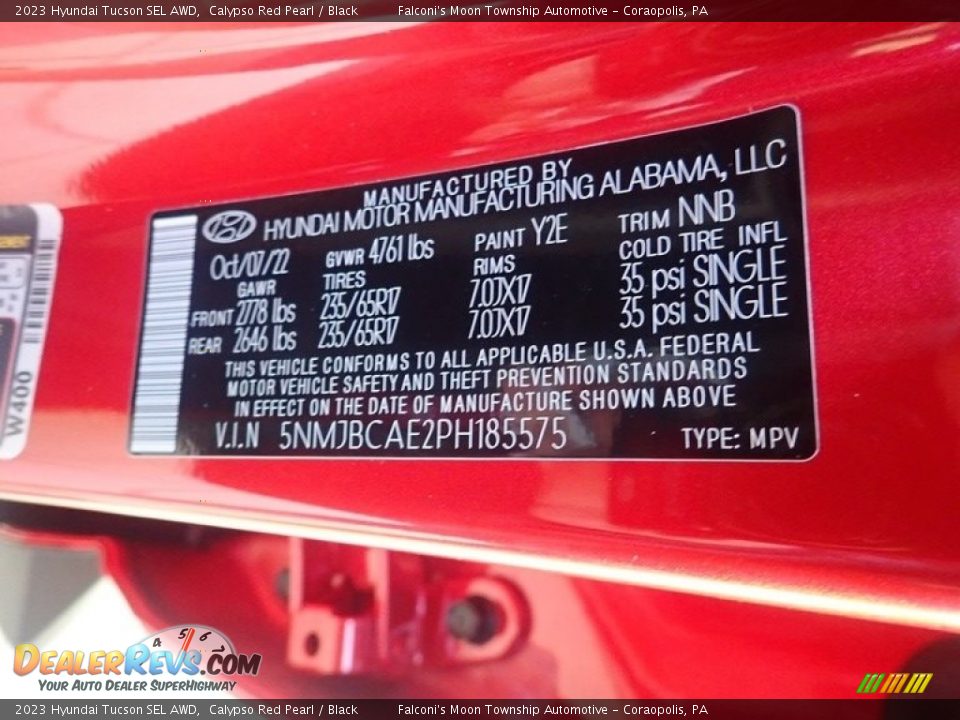 2023 Hyundai Tucson SEL AWD, Calypso Red Pearl / Black Falconi's Moon Township Automotive - Coraopolis, PA
MANUFACTURED BY
HYUNDAI MOTOR MANUFACTURING ALABAMA, LLC
Oct/07/22 GVWR 4761 lbs PAINT Y2E TRIM NNB
GAWR TIRES RIMS COLD TIRE INFL
FRONT 2778 lbs 235/65R17 7.0JX17 35 psi SINGLE
REAR 2646 lbs 235/65R17 7.0JX17 35 psi SINGLE
THIS VEHICLE CONFORMS TO ALL APPLICABLE U.S.A. FEDERAL
MOTOR VEHICLE SAFETY AND THEFT PREVENTION STANDARDS
IN EFFECT ON THE DATE OF MANUFACTURE SHOWN ABOVE
V.I.N 5NMJBCAE2PH185575 TYPE: MPV
W400
4 5 6
DEALERREVS.COM
YOUR AUTO DEALER SUPERHIGHWAY
2023 Hyundai Tucson SEL AWD, Calypso Red Pearl / Black Falconi's Moon Township Automotive - Coraopolis, PA